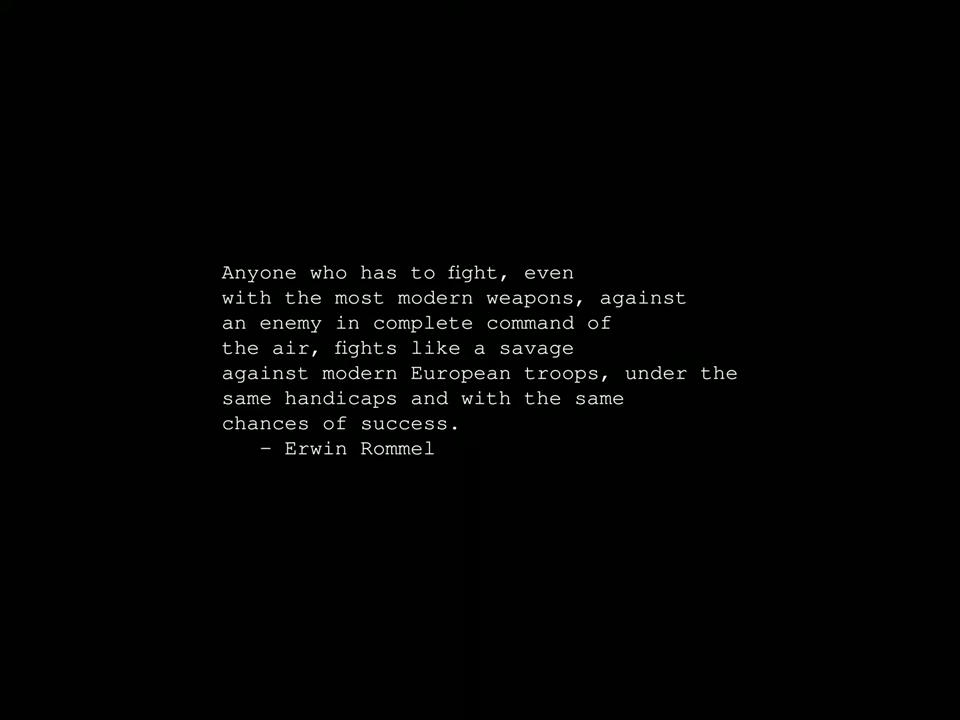 Anyone who has to fight, even
with the most modern weapons, against
an enemy in complete command of
the air, fights like a savage
against modern European troops, under the
same handicaps and with the same
chances of success.
– Erwin Rommel